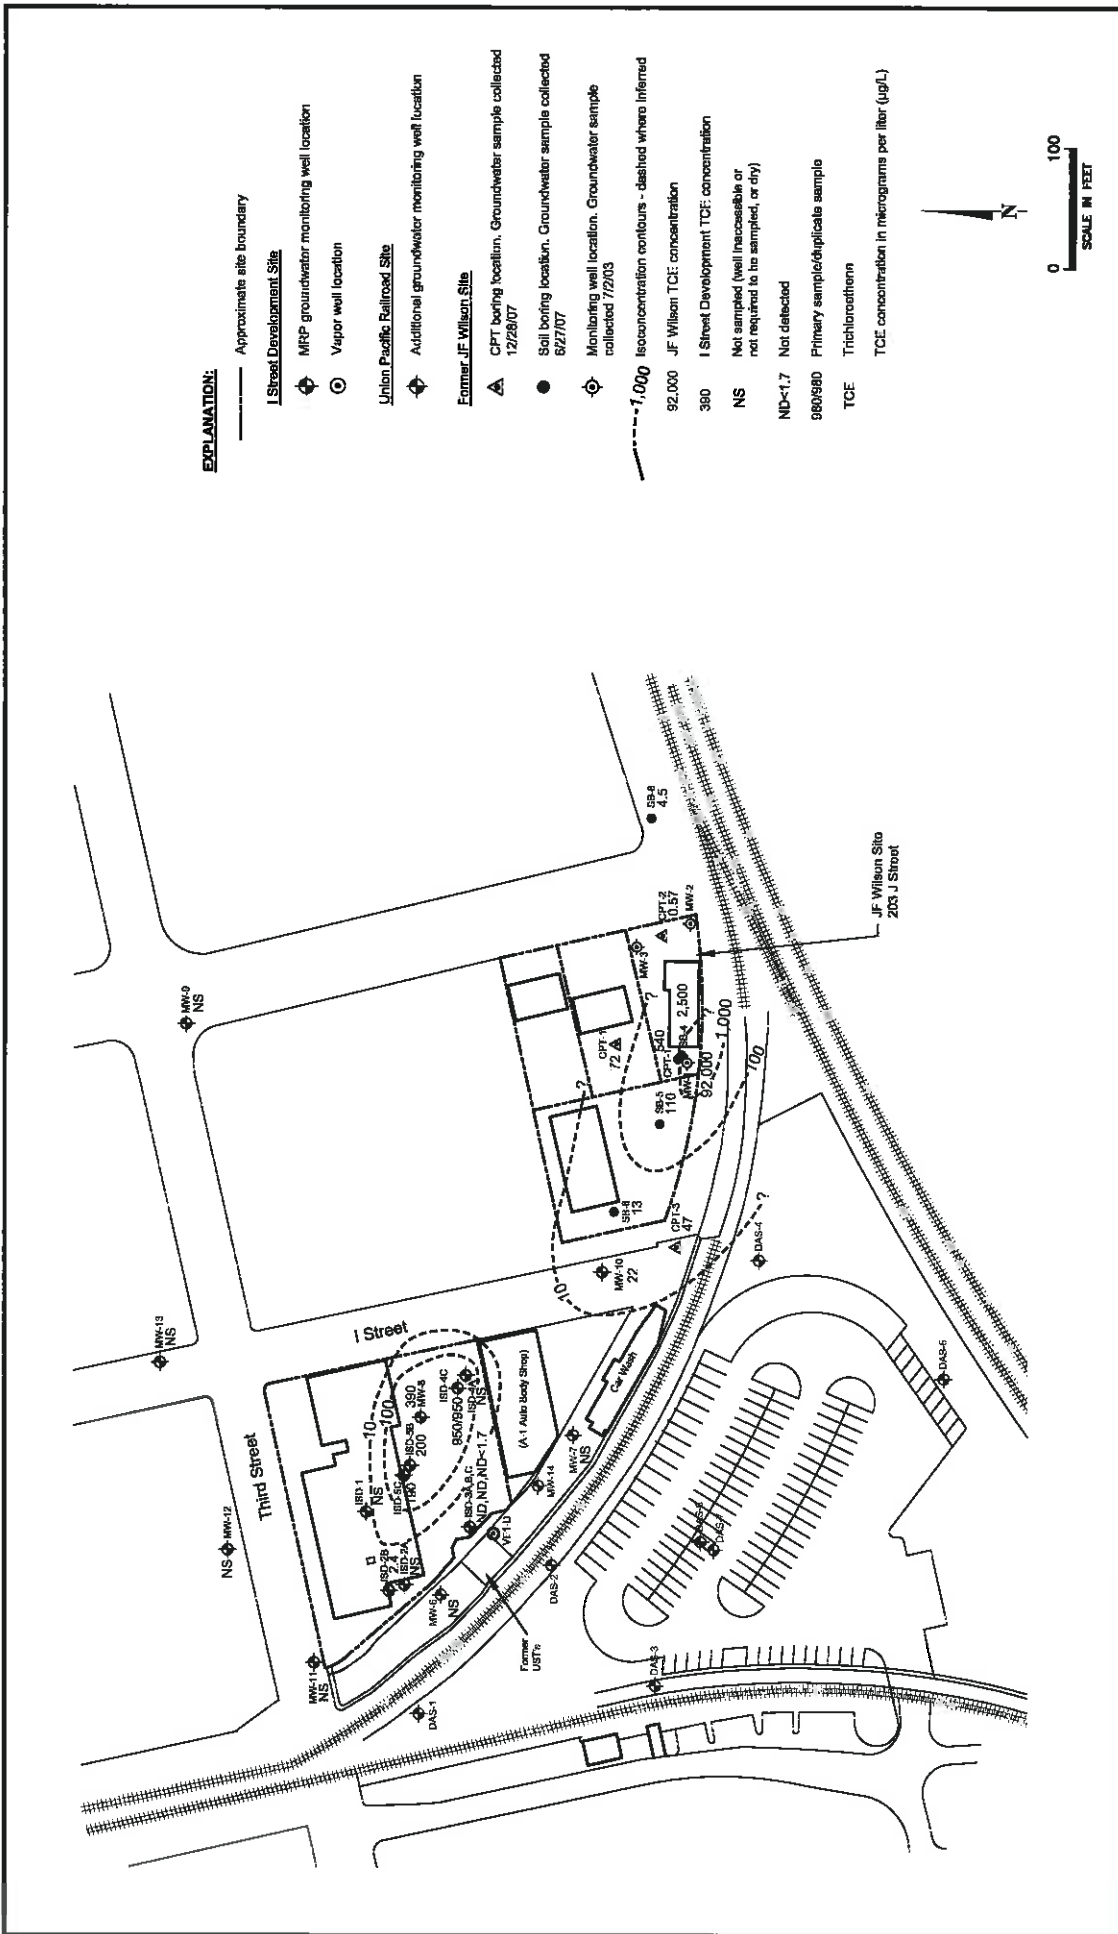 EXPLANATION:
Approximate site boundary
I Street Development Site
MRP groundwater monitoring well location
Vapor well location
Union Pacific Railroad Site
Additional groundwater monitoring well location
Former JF Wilson Site
CPT boring location. Groundwater sample collected
12/28/07
Soil boring location. Groundwater sample collected
6/27/07
Monitoring well location. Groundwater sample
collected 7/2/03
1,000 Isoconcentration contours - dashed where inferred
92,000 JF Wilson TCE concentration
390 I Street Development TCE concentration
NS Not sampled (well inaccessible or
not required to be sampled, or dry)
ND<1.7 Not detected
980/980 Primary sample/duplicate sample
TCE Trichloroethene
TCE concentration in micrograms per liter (µg/L)
N
0 100
SCALE IN FEET
MW-12
NS
MW-13
NS
MW-9
NS
Third Street
I Street
MW-11
NS
ISD-1
NS
10
100
ISD-2B
2.4
ISD-2A
NS
ISD-5C
190
ISD-5B
200
390
MW-8
950/950
ISD-4C
ISD-4A
NS
ISD-3A,B,C
ND,ND,ND<1.7
VE1-D
(A-1 Auto Body Shop)
MW-6
NS
MW-14
MW-7
NS
Car Wash
Former
UST's
DAS-1
DAS-2
DAS-3
DAS-4
10
MW-10
22
SB-6
13
CPT-3
47
?
?
CPT-1
72
SB-5
110
540
CPT-1
SB-4
2,500
92,000
?
?
1,000
100
MW-3
CPT-2
0.57
MW-2
SB-8
4.5
JF Wilson Site
203 J Street